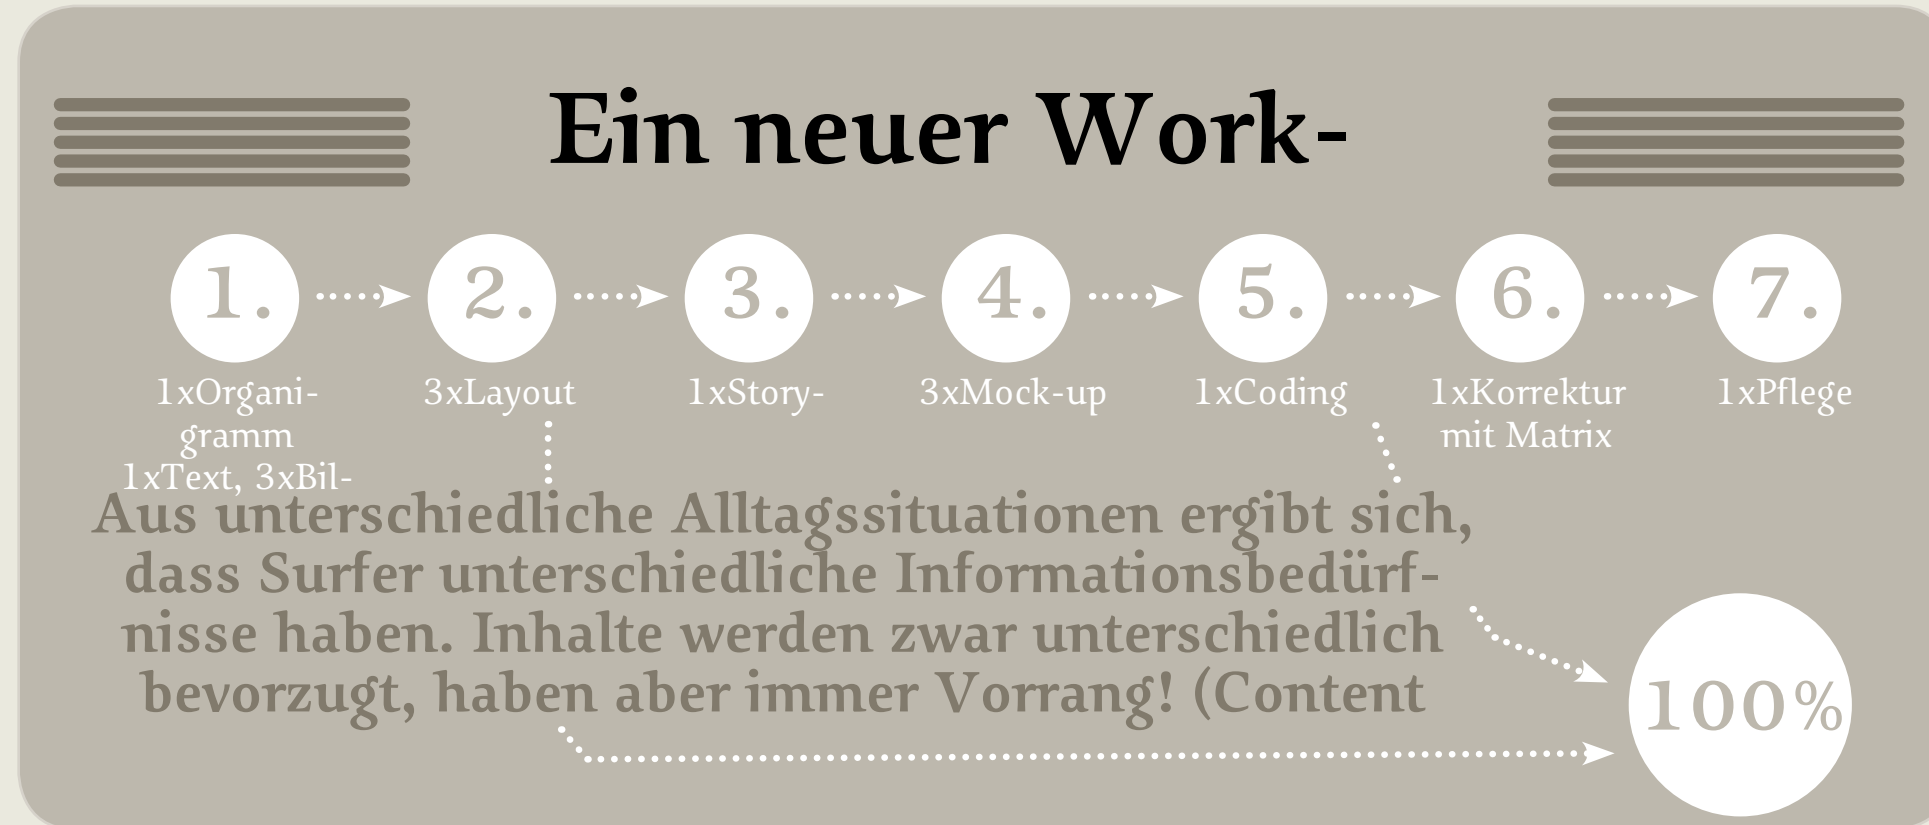 Ein neuer Work-
1.
2.
3.
4.
5.
6.
7.
1xOrgani-
gramm
1xText, 3xBil-
3xLayout
1xStory-
3xMock-up
1xCoding
1xKorrektur
mit Matrix
1xPflege
Aus unterschiedliche Alltagssituationen ergibt sich,
dass Surfer unterschiedliche Informationsbedürf-
nisse haben. Inhalte werden zwar unterschiedlich
bevorzugt, haben aber immer Vorrang! (Content
100%